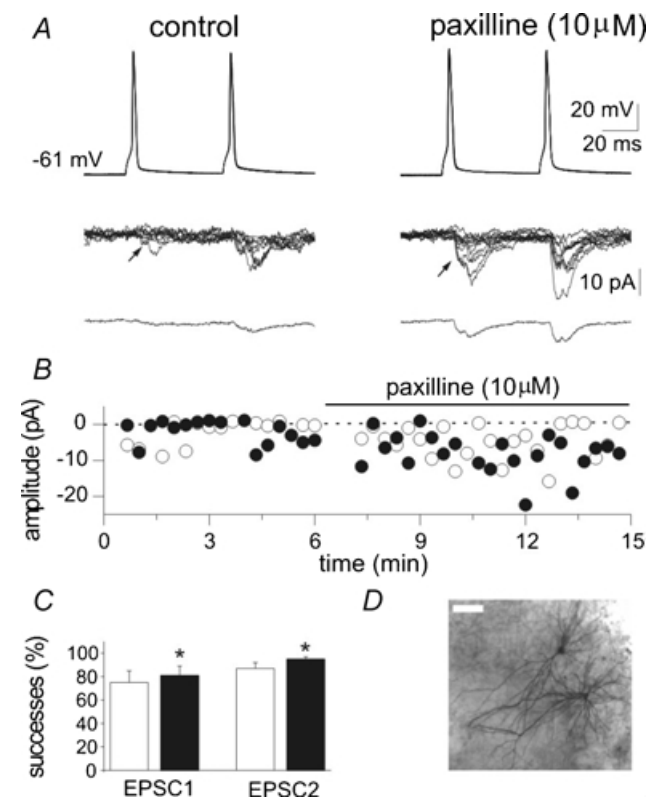 A
control
paxilline (10μM)
20 mV
20 ms
-61 mV
10 pA
B
paxilline (10μM)
amplitude (pA)
0
-10
-20
0 3 6 9 12 15
time (min)
C
D
successes (%)
100
80
60
40
20
0
* *
EPSC1 EPSC2